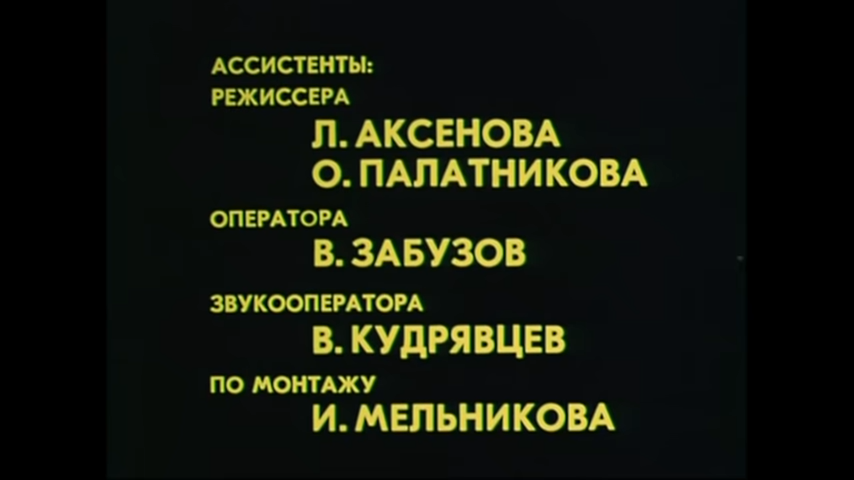 АССИСТЕНТЫ:
РЕЖИССЕРА
Л. АКСЕНОВА
О. ПАЛАТНИКОВА
ОПЕРАТОРА
В. ЗАБУЗОВ
ЗВУКООПЕРАТОРА
В. КУДРЯВЦЕВ
ПО МОНТАЖУ
И. МЕЛЬНИКОВА